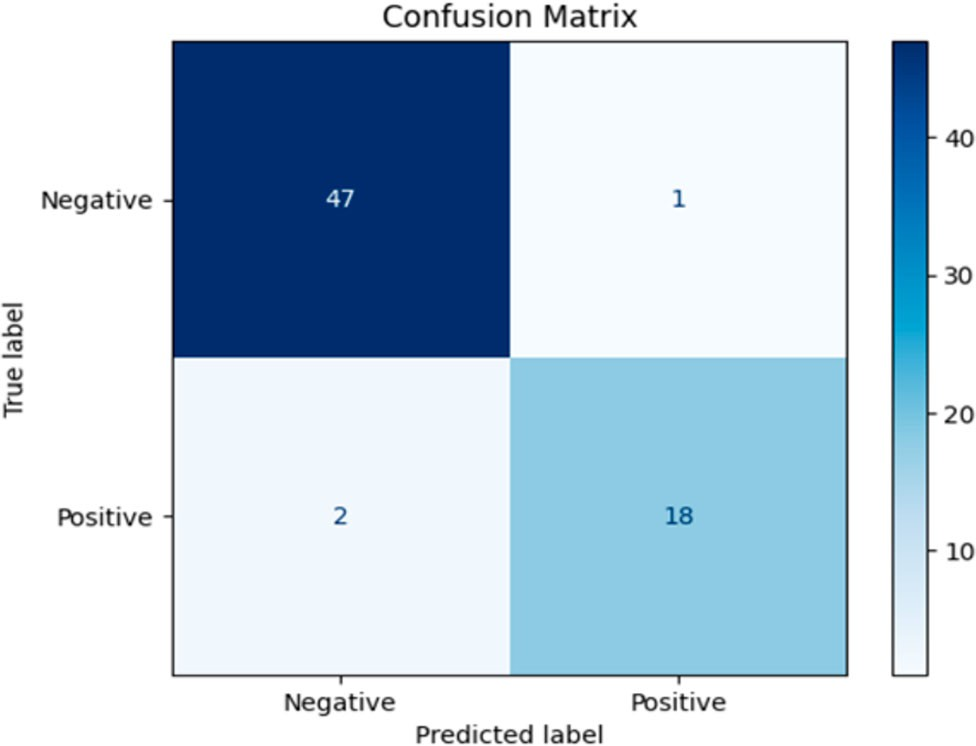 Confusion Matrix
True label
Negative
47
1
Positive
2
18
Negative
Positive
Predicted label
40
30
20
10